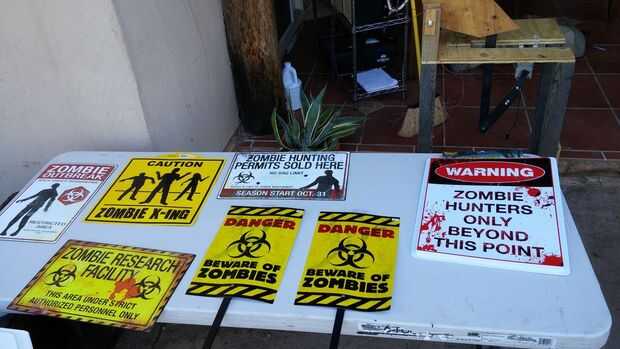 ZOMBIE
OUTBREAK
CAUTION
ZOMBIE X-ING
ZOMBIE HUNTING
PERMITS SOLD HERE
NO BAG LIMIT
SEASON START OCT. 31
WARNING
ZOMBIE
HUNTERS
ONLY
BEYOND
THIS POINT
ZOMBIE RESEARCH
FACILITY
THIS AREA UNDER STRICT
AUTHORIZED PERSONNEL ONLY
DANGER
BEWARE OF
ZOMBIES
DANGER
BEWARE OF
ZOMBIES